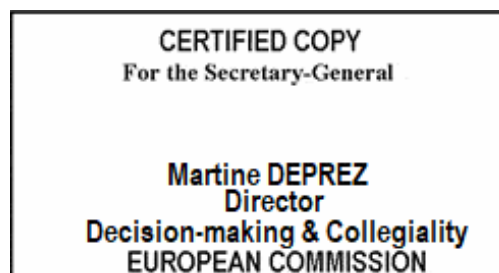 CERTIFIED COPY
For the Secretary-General
Martine DEPREZ
Director
Decision-making & Collegiality
EUROPEAN COMMISSION